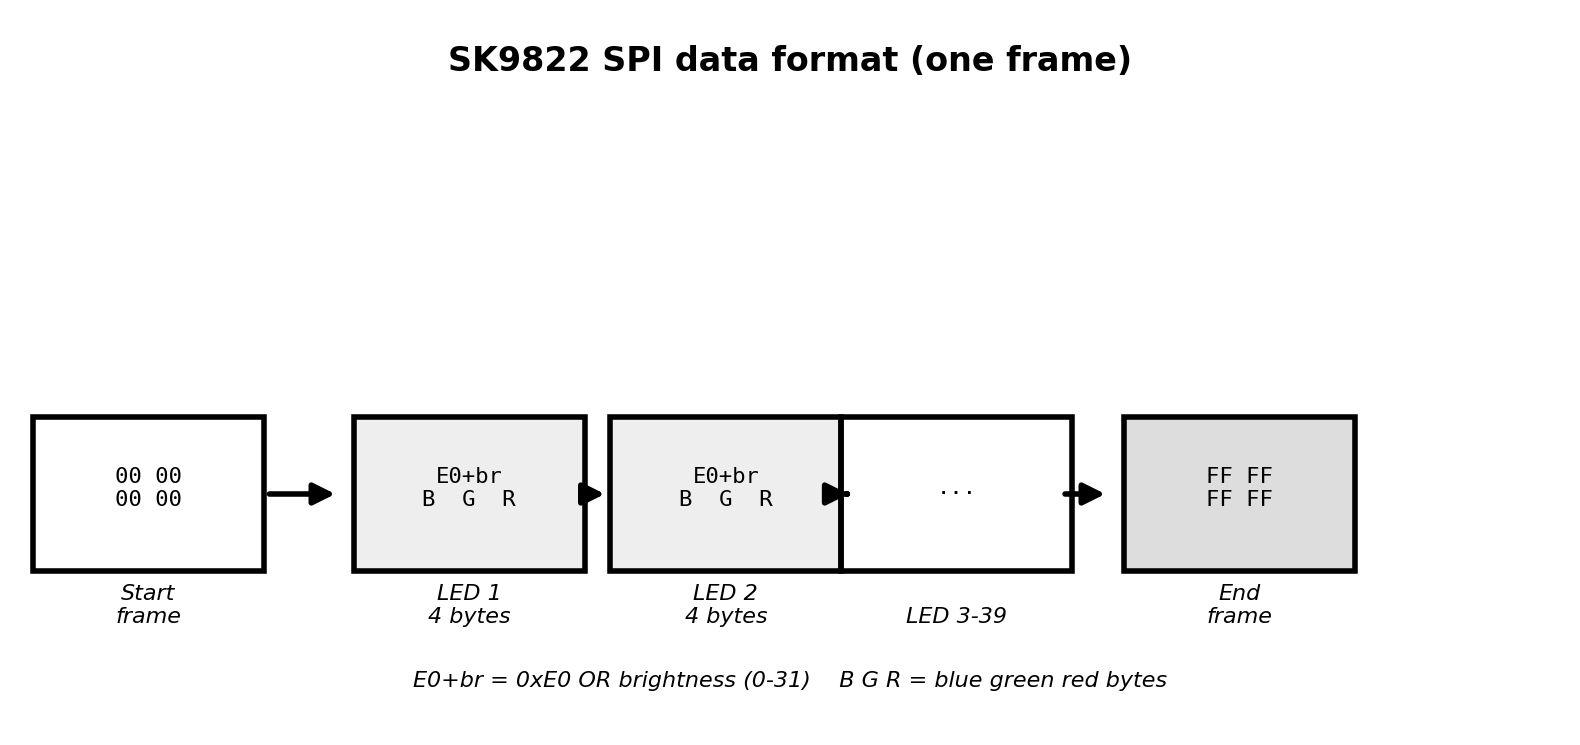 SK9822 SPI data format (one frame)
00 00
00 00
E0+br
B G R
E0+br
B G R
...
FF FF
FF FF
Start
frame
LED 1
4 bytes
LED 2
4 bytes
LED 3-39
End
frame
E0+br = 0xE0 OR brightness (0-31) B G R = blue green red bytes